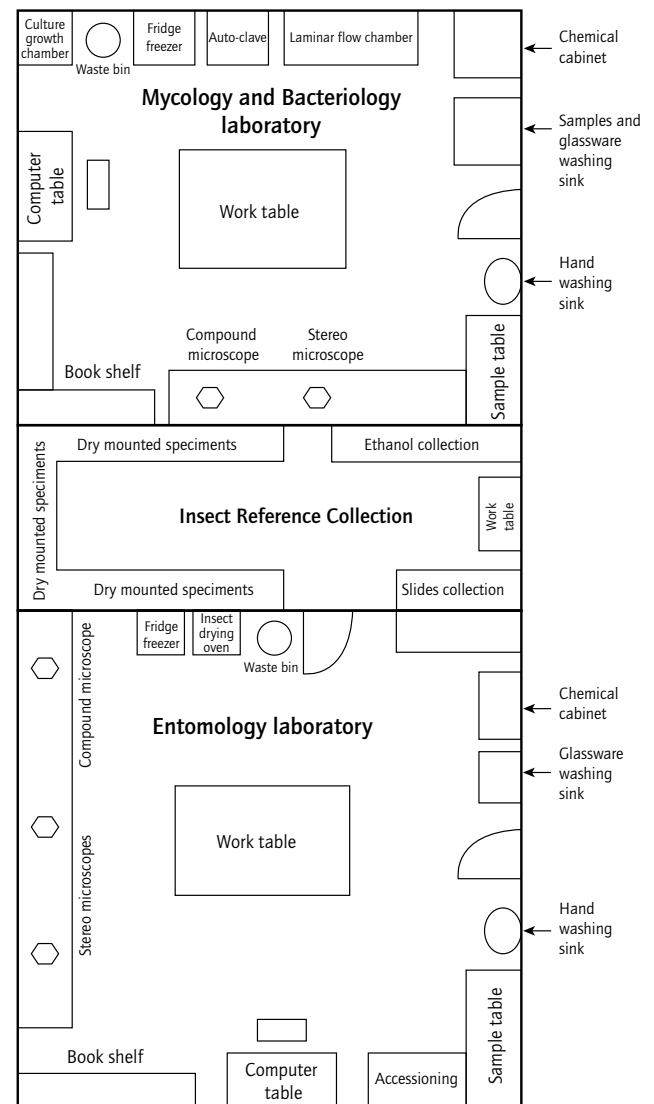 Culture
growth
chamber
Waste bin
Fridge
freezer
Auto-clave
Laminar flow chamber
Chemical
cabinet
Mycology and Bacteriology
laboratory
Samples and
glassware
washing
sink
Computer
table
Work table
Hand
washing
sink
Compound
microscope
Stereo
microscope
Book shelf
Sample table
Dry mounted speciments
Ethanol collection
Dry mounted speciments
Insect Reference Collection
Work
table
Dry mounted speciments
Slides collection
Fridge
freezer
Insect
drying
oven
Waste bin
Compound microscope
Chemical
cabinet
Entomology laboratory
Glassware
washing
sink
Work table
Stereo microscopes
Hand
washing
sink
Sample table
Book shelf
Computer
table
Accessioning